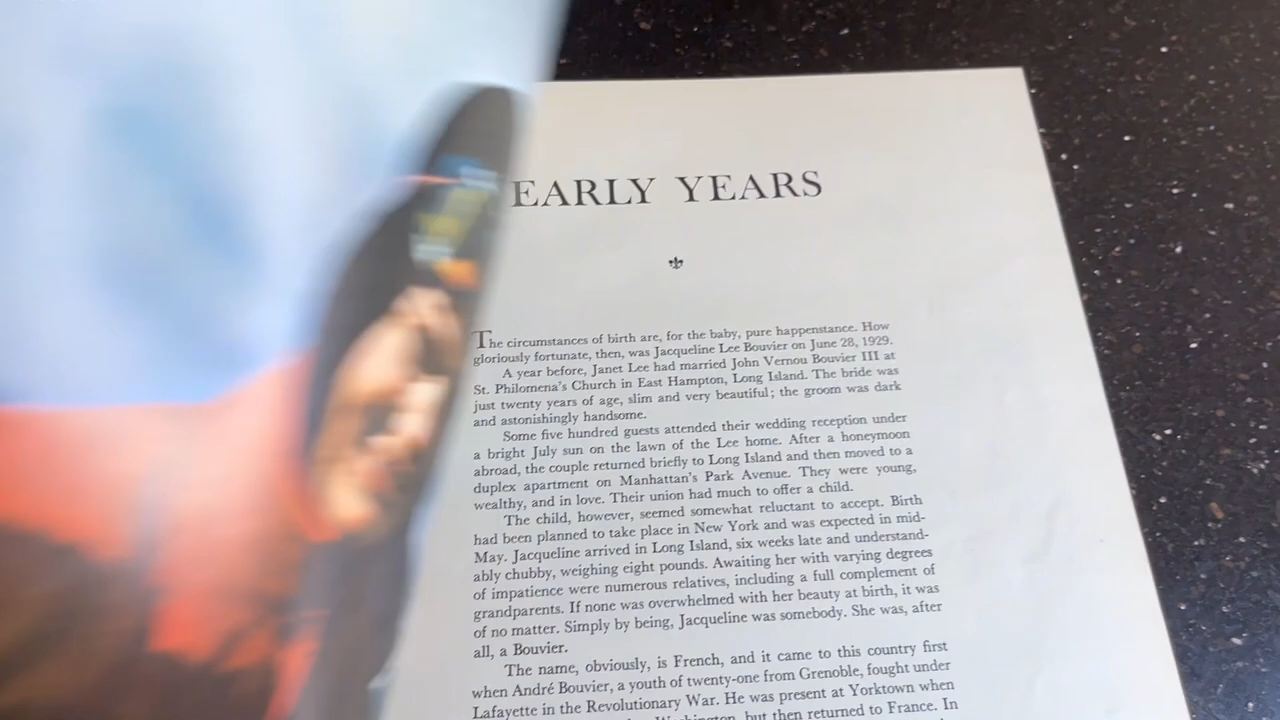 EARLY YEARS
The circumstances of birth are, for the baby, pure happenstance. How
gloriously fortunate, then, was Jacqueline Lee Bouvier on June 28, 1929.
A year before, Janet Lee had married John Vernou Bouvier III at
St. Philomena's Church in East Hampton, Long Island. The bride was
just twenty years of age, slim and very beautiful; the groom was dark
and astonishingly handsome.
Some five hundred guests attended their wedding reception under
a bright July sun on the lawn of the Lee home. After a honeymoon
abroad, the couple returned briefly to Long Island and then moved to a
duplex apartment on Manhattan's Park Avenue. They were young,
wealthy, and in love. Their union had much to offer a child.
The child, however, seemed somewhat reluctant to accept. Birth
had been planned to take place in New York and was expected in mid-
May. Jacqueline arrived in Long Island, six weeks late and understand-
ably chubby, weighing eight pounds. Awaiting her with varying degrees
of impatience were numerous relatives, including a full complement of
grandparents. If none was overwhelmed with her beauty at birth, it was
of no matter. Simply by being, Jacqueline was somebody. She was, after
all, a Bouvier.
The name, obviously, is French, and it came to this country first
when André Bouvier, a youth of twenty-one from Grenoble, fought under
Lafayette in the Revolutionary War. He was present at Yorktown when
Washington, but then returned to France. In